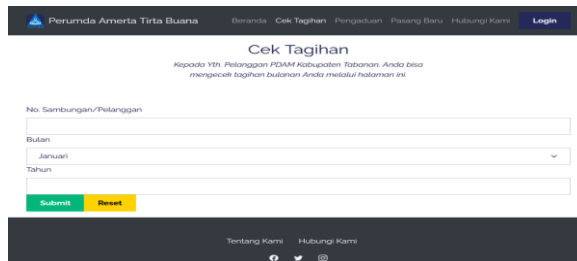 Perumda Amerta Tirta Buana Beranda Cek Tagihan Pengaduan Pasang Baru Hubungi Kami Login
Cek Tagihan
Kepada Yth. Pelanggan PDAM Kabupaten Tabanan. Anda bisa
mengecek tagihan bulanan Anda melalui halaman ini.
No. Sambungan/Pelanggan
Bulan
Januari
Tahun
Submit Reset
Tentang Kami Hubungi Kami